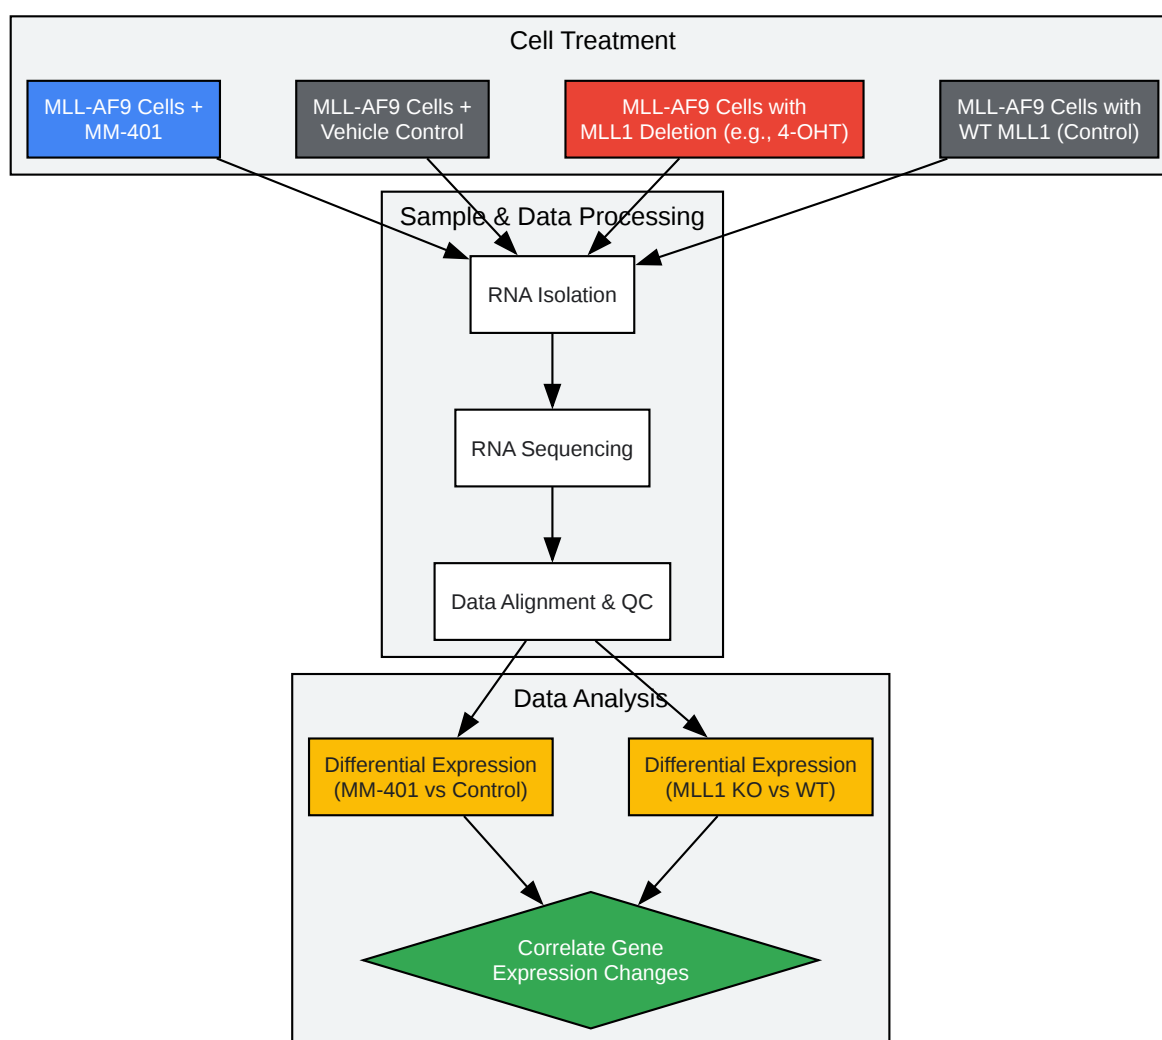 Cell Treatment
MLL-AF9 Cells +
MM-401
MLL-AF9 Cells +
Vehicle Control
MLL-AF9 Cells with
MLL1 Deletion (e.g., 4-OHT)
MLL-AF9 Cells with
WT MLL1 (Control)
Sample & Data Processing
RNA Isolation
RNA Sequencing
Data Alignment & QC
Data Analysis
Differential Expression
(MM-401 vs Control)
Differential Expression
(MLL1 KO vs WT)
Correlate Gene
Expression Changes